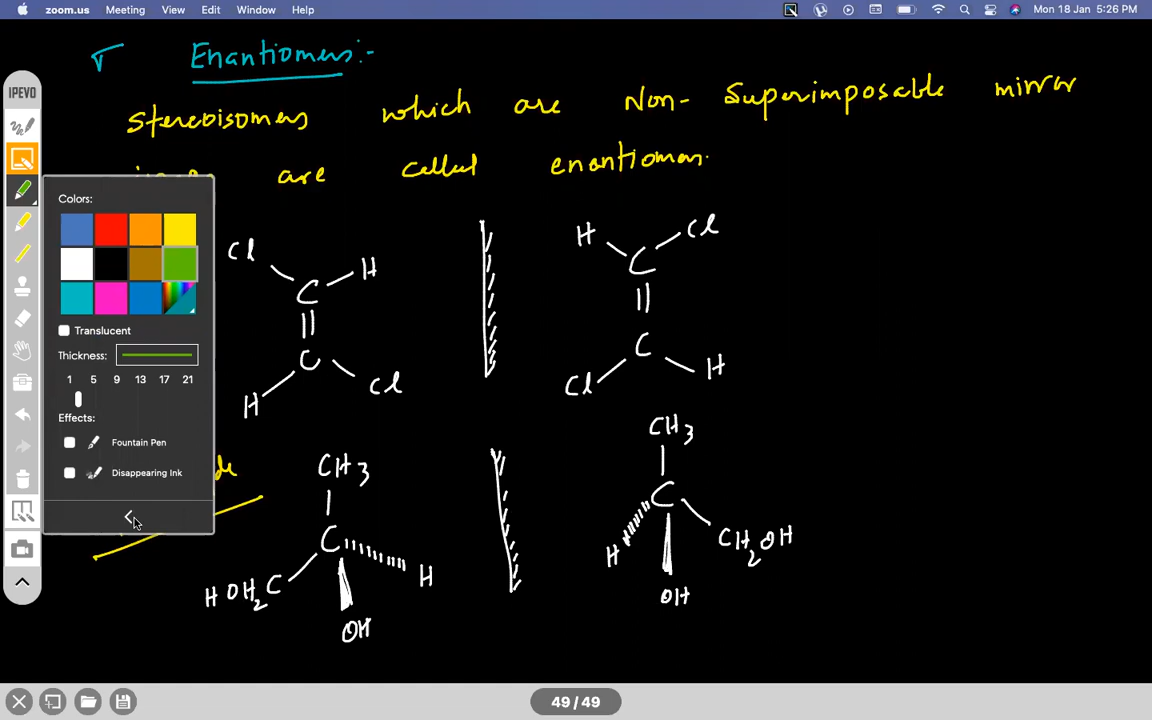 zoom.us Meeting View Edit Window Help Mon 18 Jan 5:26 PM
Enantiomers:-
IPEVO
Stereoisomers which are Non- Superimposable mirror
are called enantiomers.
Colors:
Translucent
Thickness:
1 5 9 13 17 21
Effects:
Fountain Pen
Disappearing Ink
Cl H
C
C
H Cl
H Cl
C
C
Cl H
CH3
C
HOH2C H
OH
CH3
C
H CH2OH
OH
49/49